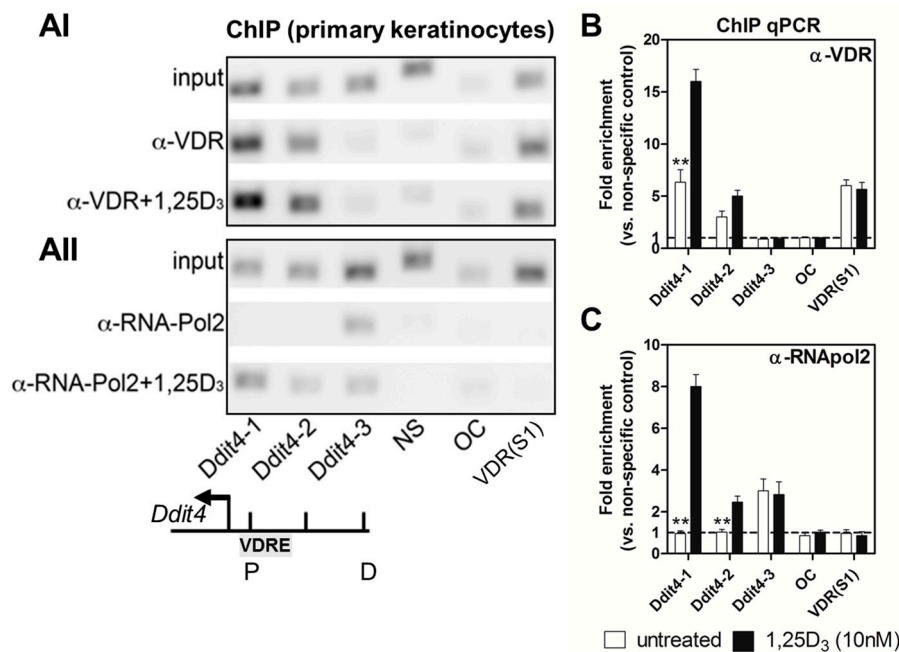 AI
ChIP (primary keratinocytes)
input
α-VDR
α-VDR+1,25D₃
AII
input
α-RNA-Pol2
α-RNA-Pol2+1,25D₃
Ddit4-1
Ddit4-2
Ddit4-3
NS
OC
VDR(S1)
Ddit4
VDRE
P
D
B
ChIP qPCR
α-VDR
Fold enrichment
(vs. non-specific control)
20
15
10
5
1
0
**
Ddit4-1
Ddit4-2
Ddit4-3
OC
VDR(S1)
C
α-RNApol2
Fold enrichment
(vs. non-specific control)
10
8
6
4
2
1
0
**
**
Ddit4-1
Ddit4-2
Ddit4-3
OC
VDR(S1)
untreated
1,25D₃ (10nM)